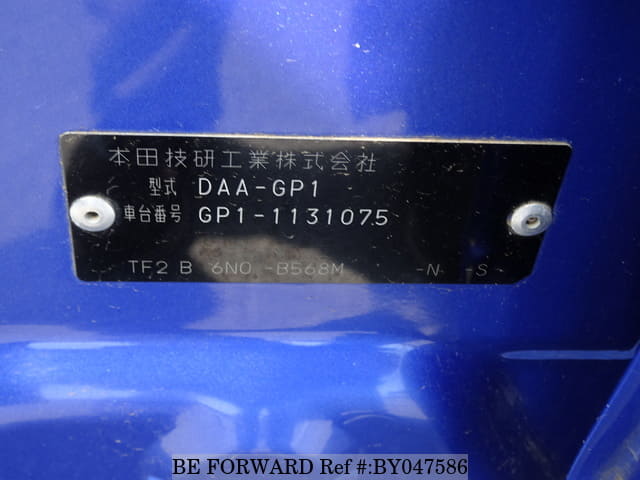 本田技研工業株式会社
型式 DAA-GP1
車台番号 GP1-1131075
TF2 B 6N0 -B568M -N -S
BE FORWARD Ref #:BY047586